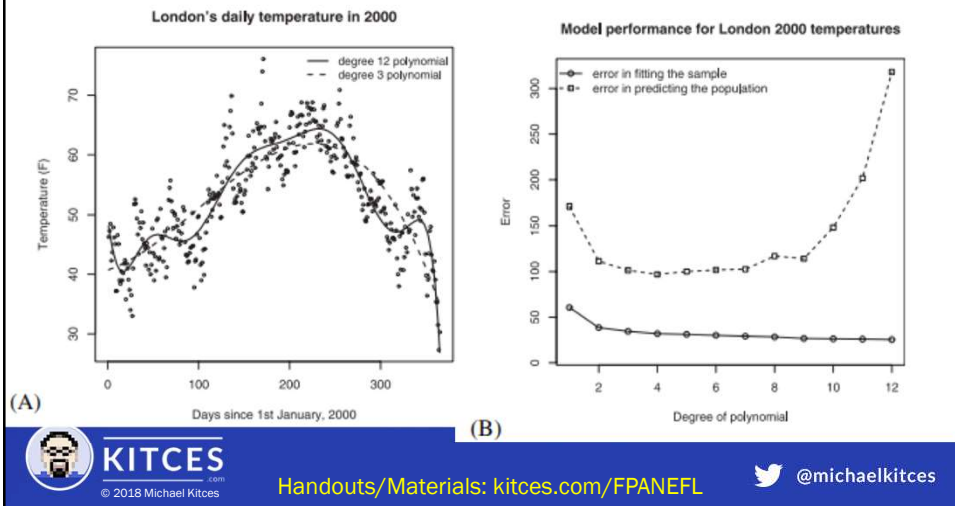 London's daily temperature in 2000
degree 12 polynomial
degree 3 polynomial
Temperature (F)
70
60
50
40
30
0
100
200
300
Days since 1st January, 2000
(A)
Model performance for London 2000 temperatures
error in fitting the sample
error in predicting the population
Error
300
250
200
150
100
50
0
2
4
6
8
10
12
Degree of polynomial
(B)
KITCES
.com
© 2018 Michael Kitces
Handouts/Materials: kitces.com/FPANEFL
@michaelkitces